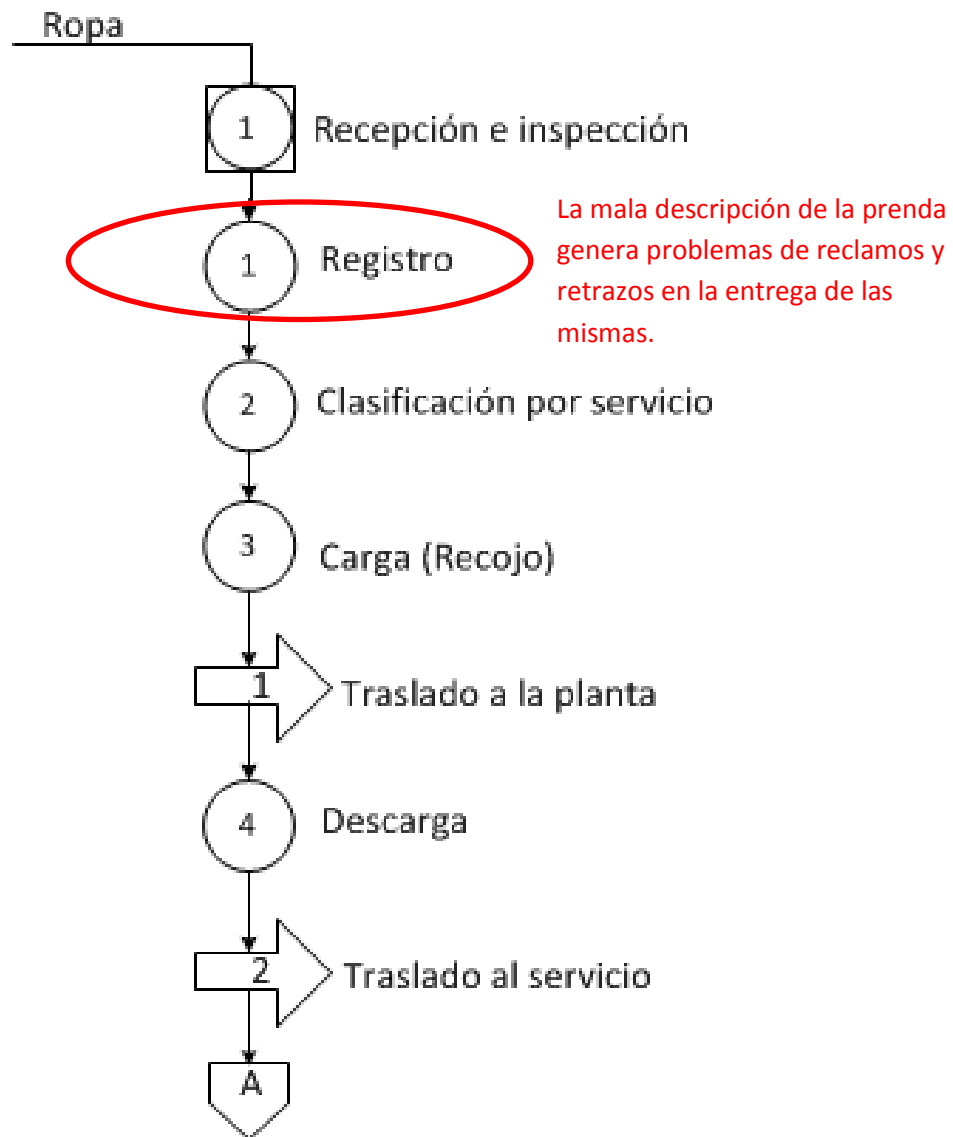 Ropa
1 Recepción e inspección
1 Registro
La mala descripción de la prenda
genera problemas de reclamos y
retrazos en la entrega de las
mismas.
2 Clasificación por servicio
3 Carga (Recojo)
1 Traslado a la planta
4 Descarga
2 Traslado al servicio
A